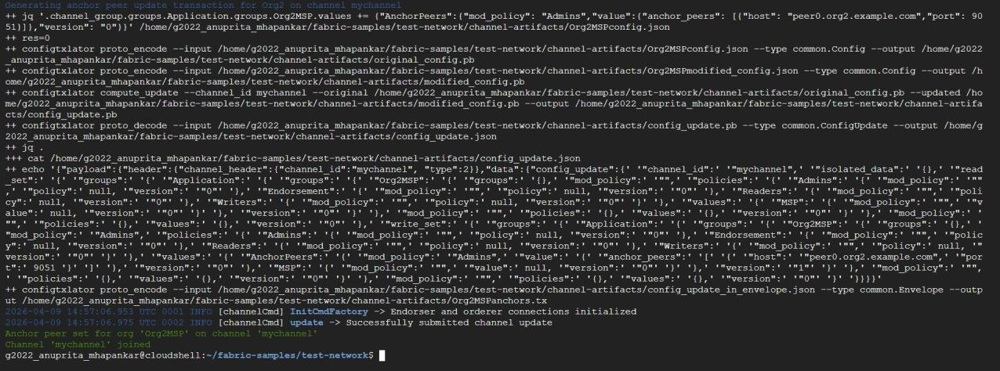 Generating anchor peer update transaction for Org2 on channel mychannel
++ jq '.channel_group.groups.Application.groups.Org2MSP.values += {"AnchorPeers":{"mod_policy": "Admins","value":{"anchor_peers": [{"host": "peer0.org2.example.com","port": 90
51}]},"version": "0"}}' /home/g2022_anuprita_mhapankar/fabric-samples/test-network/channel-artifacts/Org2MSPconfig.json
++ res=0
++ configtxlator proto_encode --input /home/g2022_anuprita_mhapankar/fabric-samples/test-network/channel-artifacts/Org2MSPconfig.json --type common.Config --output /home/g2022
_anuprita_mhapankar/fabric-samples/test-network/channel-artifacts/original_config.pb
++ configtxlator proto_encode --input /home/g2022_anuprita_mhapankar/fabric-samples/test-network/channel-artifacts/Org2MSPmodified_config.json --type common.Config --output /h
ome/g2022_anuprita_mhapankar/fabric-samples/test-network/channel-artifacts/modified_config.pb
++ configtxlator compute_update --channel_id mychannel --original /home/g2022_anuprita_mhapankar/fabric-samples/test-network/channel-artifacts/original_config.pb --updated /ho
me/g2022_anuprita_mhapankar/fabric-samples/test-network/channel-artifacts/modified_config.pb --output /home/g2022_anuprita_mhapankar/fabric-samples/test-network/channel-artifa
cts/config_update.pb
++ configtxlator proto_decode --input /home/g2022_anuprita_mhapankar/fabric-samples/test-network/channel-artifacts/config_update.pb --type common.ConfigUpdate --output /home/g
2022_anuprita_mhapankar/fabric-samples/test-network/channel-artifacts/config_update.json
++ jq .
+++ cat /home/g2022_anuprita_mhapankar/fabric-samples/test-network/channel-artifacts/config_update.json
++ echo '{"payload":{"header":{"channel_header":{"channel_id":"mychannel", "type":2}},"data":{"config_update":{' '"channel_id":' '"mychannel",' '"isolated_data":' '{},' '"read
_set":' '{' '"groups":' '{' '"Application":' '{' '"groups":' '{' '"Org2MSP":' '{' '"groups":' '{},' '"mod_policy":' '"",' '"policies":' '{' '"Admins":' '{' '"mod_policy":' '""
,' '"policy":' null, '"version":' '"0"' '},' '"Endorsement":' '{' '"mod_policy":' '"",' '"policy":' null, '"version":' '"0"' '},' '"Readers":' '{' '"mod_policy":' '"",' '"poli
cy":' null, '"version":' '"0"' '},' '"Writers":' '{' '"mod_policy":' '"",' '"policy":' null, '"version":' '"0"' '}' '},' '"values":' '{' '"MSP":' '{' '"mod_policy":' '"",' '"v
alue":' null, '"version":' '"0"' '}' '},' '"version":' '"0"' '}' '},' '"mod_policy":' '"",' '"policies":' '{},' '"values":' '{},' '"version":' '"0"' '}' '},' '"mod_policy":' '
"",' '"policies":' '{},' '"values":' '{},' '"version":' '"0"' '},' '"write_set":' '{' '"groups":' '{' '"Application":' '{' '"groups":' '{' '"Org2MSP":' '{' '"groups":' '{},' '
"mod_policy":' '"Admins",' '"policies":' '{' '"Admins":' '{' '"mod_policy":' '"",' '"policy":' null, '"version":' '"0"' '},' '"Endorsement":' '{' '"mod_policy":' '"",' '"polic
y":' null, '"version":' '"0"' '},' '"Readers":' '{' '"mod_policy":' '"",' '"policy":' null, '"version":' '"0"' '},' '"Writers":' '{' '"mod_policy":' '"",' '"policy":' null, '"
version":' '"0"' '}' '},' '"values":' '{' '"AnchorPeers":' '{' '"mod_policy":' '"Admins",' '"value":' '{' '"anchor_peers":' '[' '{' '"host":' '"peer0.org2.example.com",' '"por
t":' 9051 '}' ']' '},' '"version":' '"0"' '},' '"MSP":' '{' '"mod_policy":' '"",' '"value":' null, '"version":' '"0"' '}' '},' '"version":' '"1"' '}' '},' '"mod_policy":' '"",
' '"policies":' '{},' '"values":' '{},' '"version":' '"0"' '}' '},' '"mod_policy":' '"",' '"policies":' '{},' '"values":' '{},' '"version":' '"0"' '}' '}}}}'
++ configtxlator proto_encode --input /home/g2022_anuprita_mhapankar/fabric-samples/test-network/channel-artifacts/config_update_in_envelope.json --type common.Envelope --outp
ut /home/g2022_anuprita_mhapankar/fabric-samples/test-network/channel-artifacts/Org2MSPanchors.tx
2026-04-09 14:57:06.953 UTC 0001 INFO [channelCmd] InitCmdFactory -> Endorser and orderer connections initialized
2026-04-09 14:57:06.975 UTC 0002 INFO [channelCmd] update -> Successfully submitted channel update
Anchor peer set for org 'Org2MSP' on channel 'mychannel'
Channel 'mychannel' joined
g2022_anuprita_mhapankar@cloudshell:~/fabric-samples/test-network$